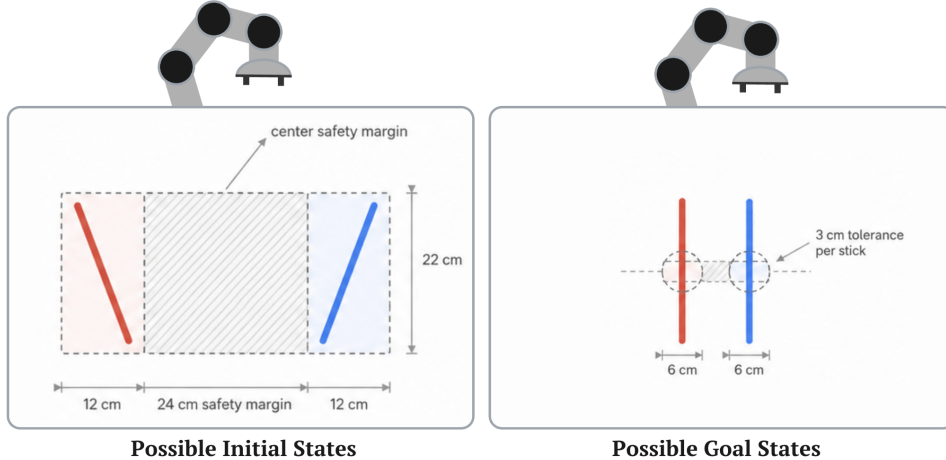 center safety margin
22 cm
12 cm
24 cm safety margin
12 cm
Possible Initial States
3 cm tolerance
per stick
6 cm
6 cm
Possible Goal States